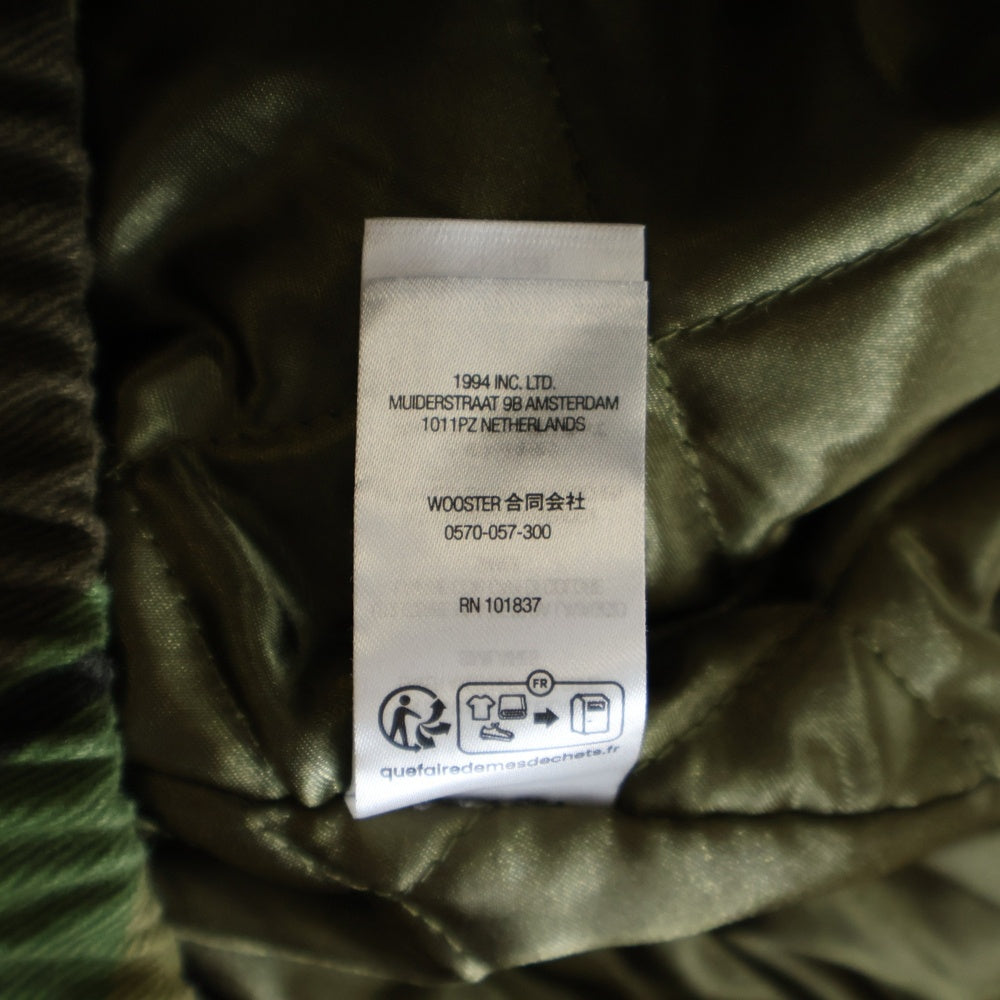 1994 INC. LTD.
MUIDERSTRAAT 9B AMSTERDAM
1011PZ NETHERLANDS
WOOSTER 合同会社
0570-057-300
RN 101837
FR
quefairedemesdechets.fr